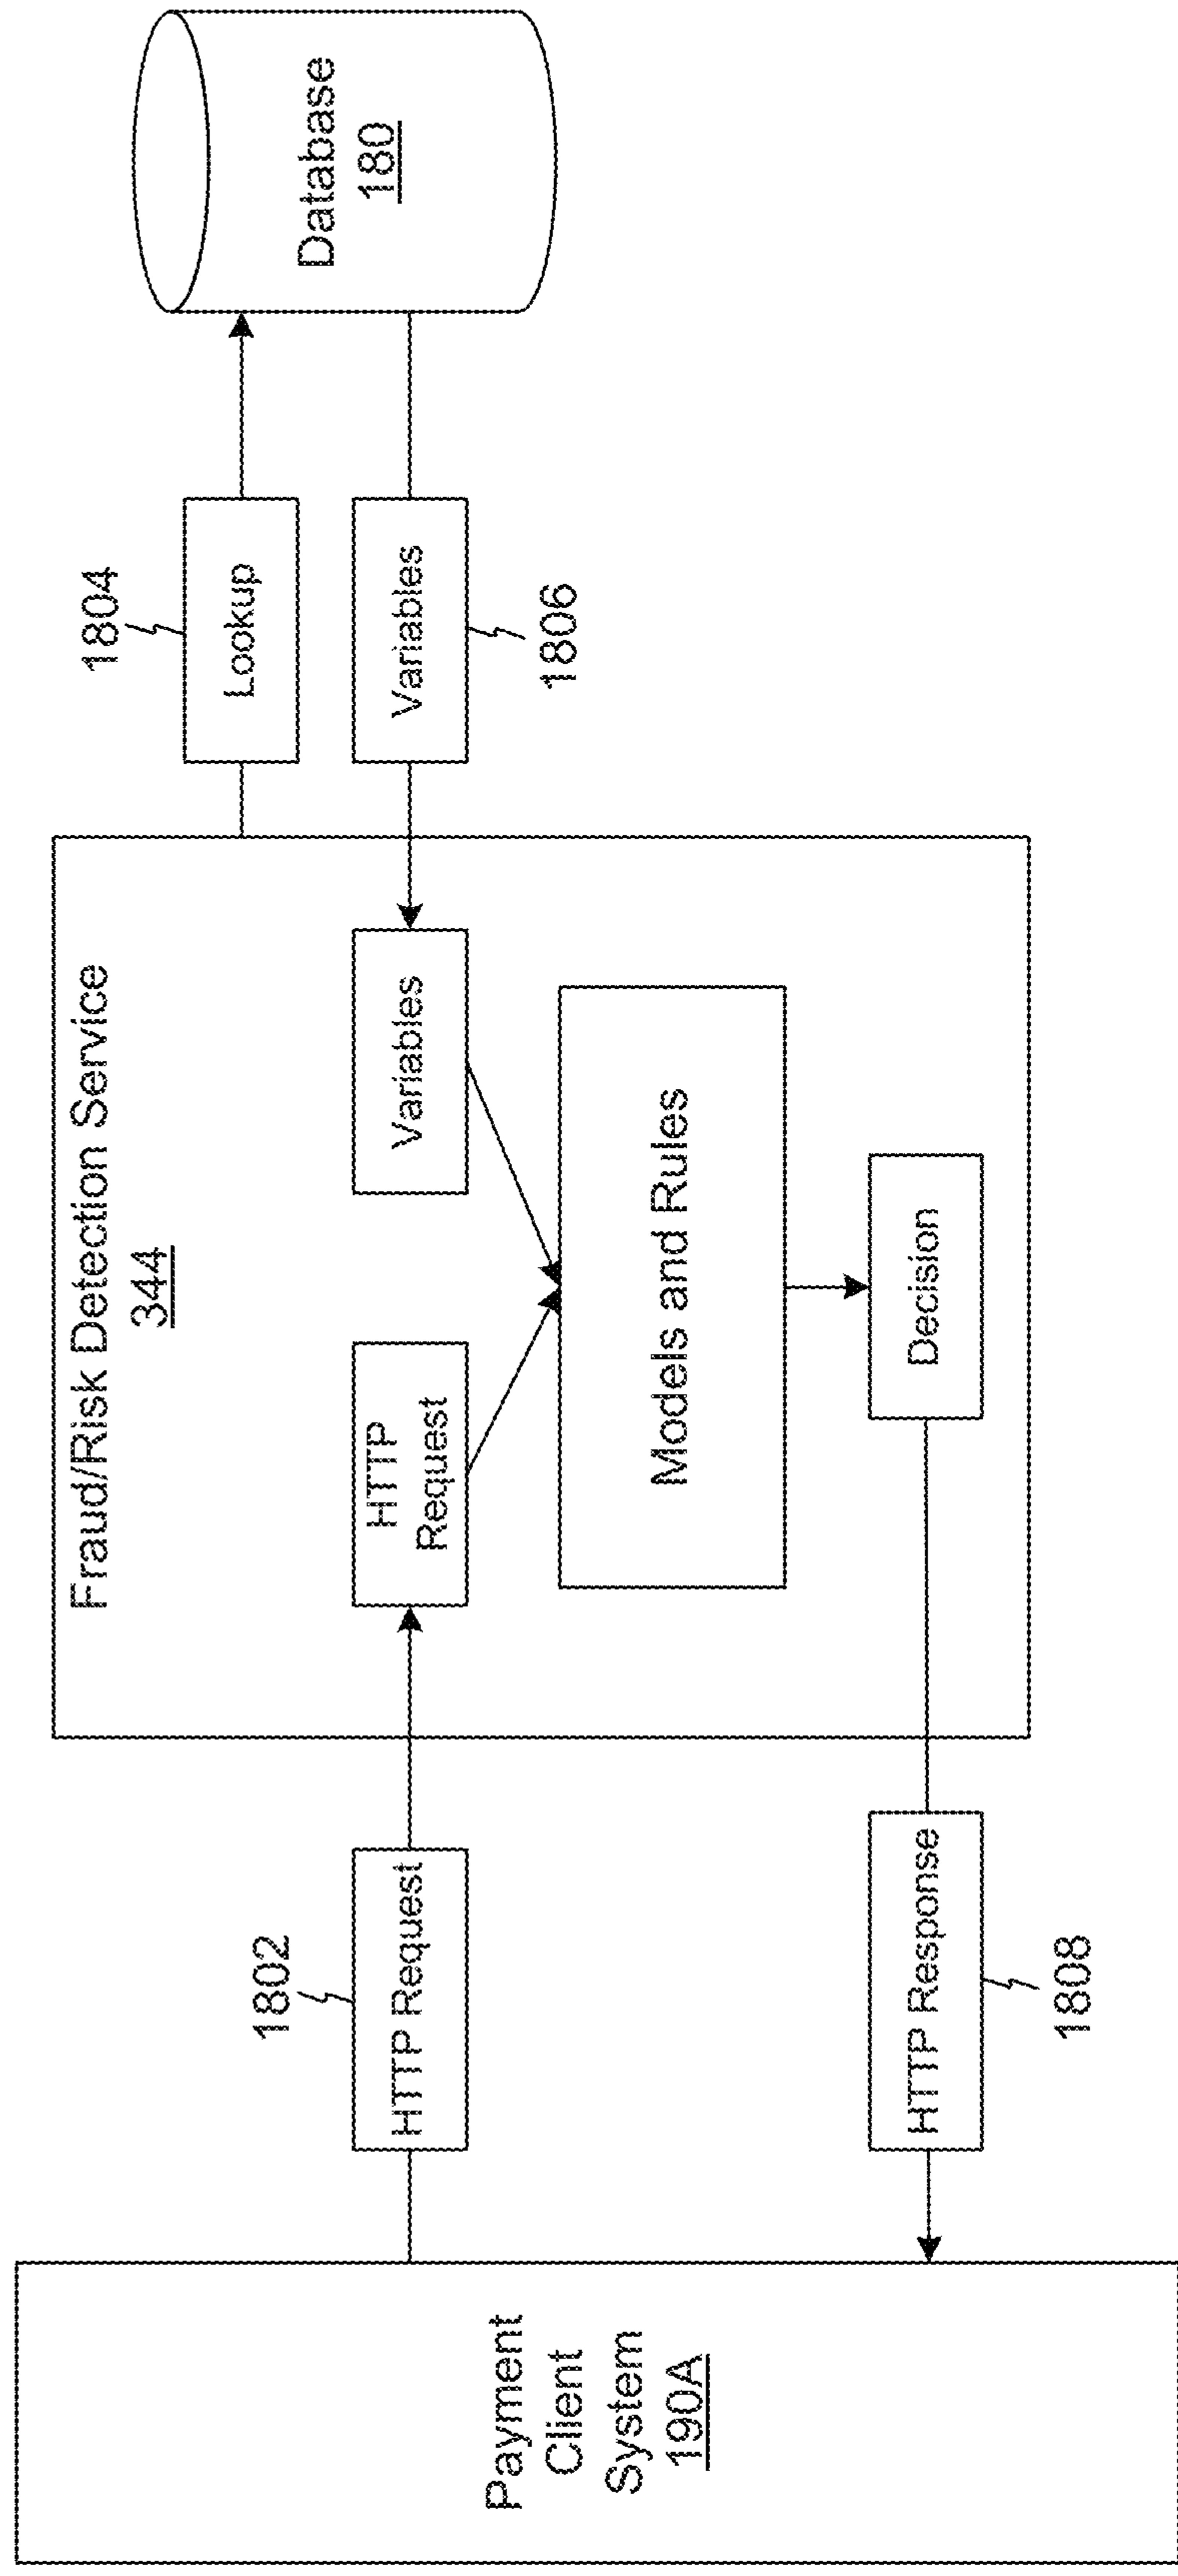 Payment
Client
System
190A
1802
HTTP Request
HTTP Response
1808
Fraud/Risk Detection Service
344
HTTP
Request
Variables
Models and Rules
Decision
1804
Lookup
Variables
1806
Database
180